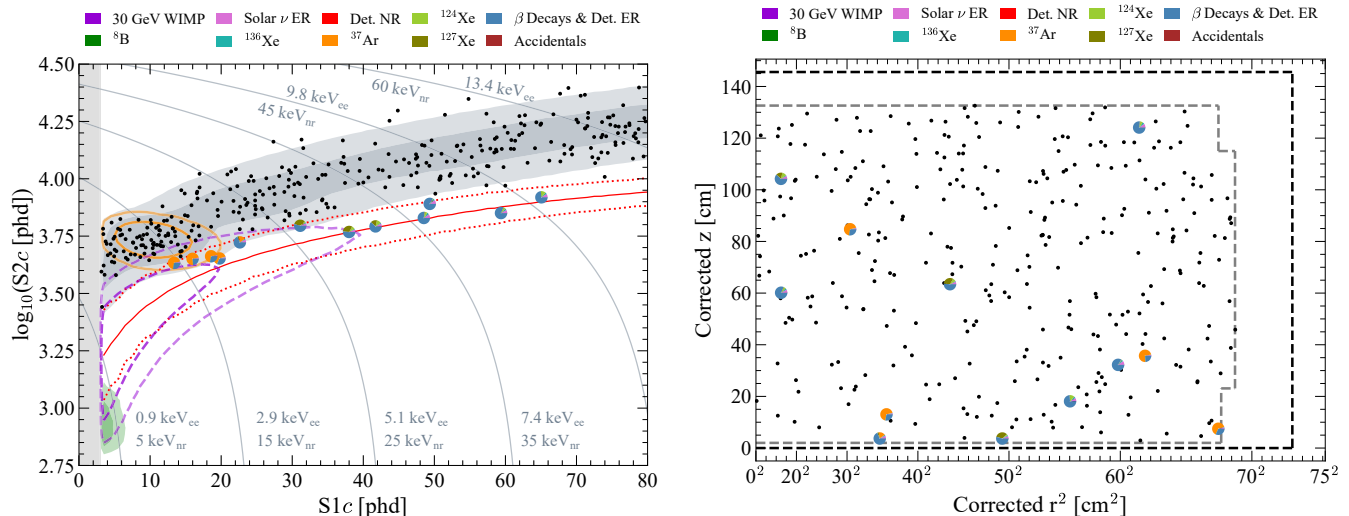 30 GeV WIMP Solar ν ER Det. NR ¹²⁴Xe β Decays & Det. ER
⁸B ¹³⁶Xe ³⁷Ar ¹²⁷Xe Accidentals
4.50
4.25
4.00
3.75
3.50
3.25
3.00
2.75
log₁₀(S2c [phd])
9.8 keVₑₑ
45 keVₙᵣ
60 keVₙᵣ
13.4 keVₑₑ
0.9 keVₑₑ 2.9 keVₑₑ 5.1 keVₑₑ 7.4 keVₑₑ
5 keVₙᵣ 15 keVₙᵣ 25 keVₙᵣ 35 keVₙᵣ
0 10 20 30 40 50 60 70 80
S1c [phd]
30 GeV WIMP Solar ν ER Det. NR ¹²⁴Xe β Decays & Det. ER
⁸B ¹³⁶Xe ³⁷Ar ¹²⁷Xe Accidentals
140
120
100
80
60
40
20
0
Corrected z [cm]
0² 20² 30² 40² 50² 60² 70² 75²
Corrected r² [cm²]